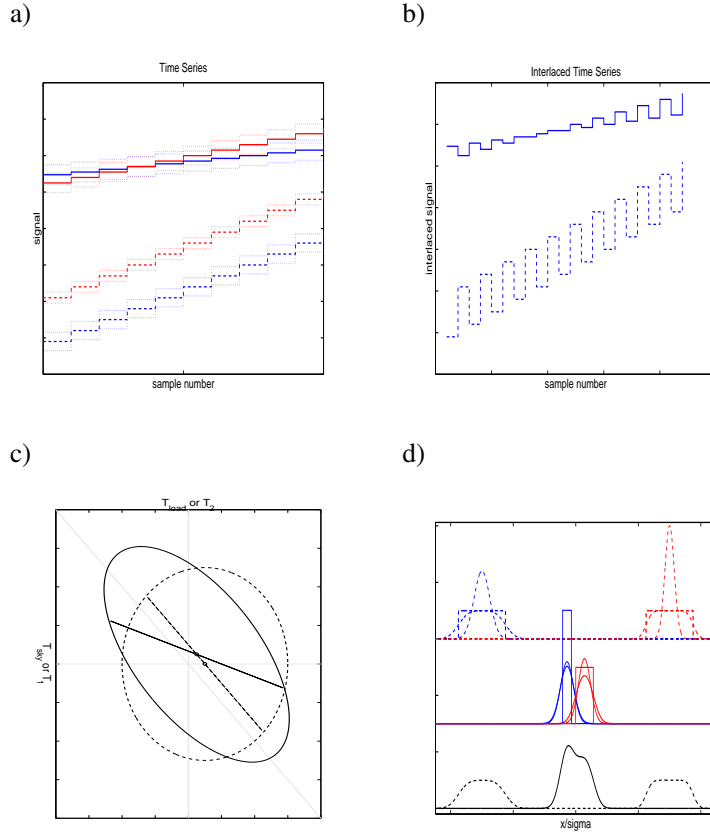 a)
b)
Time Series
Interlaced Time Series
signal
interlaced signal
sample number
sample number
c)
d)
T_load or T_2
T_sky or T_1
x/sigma